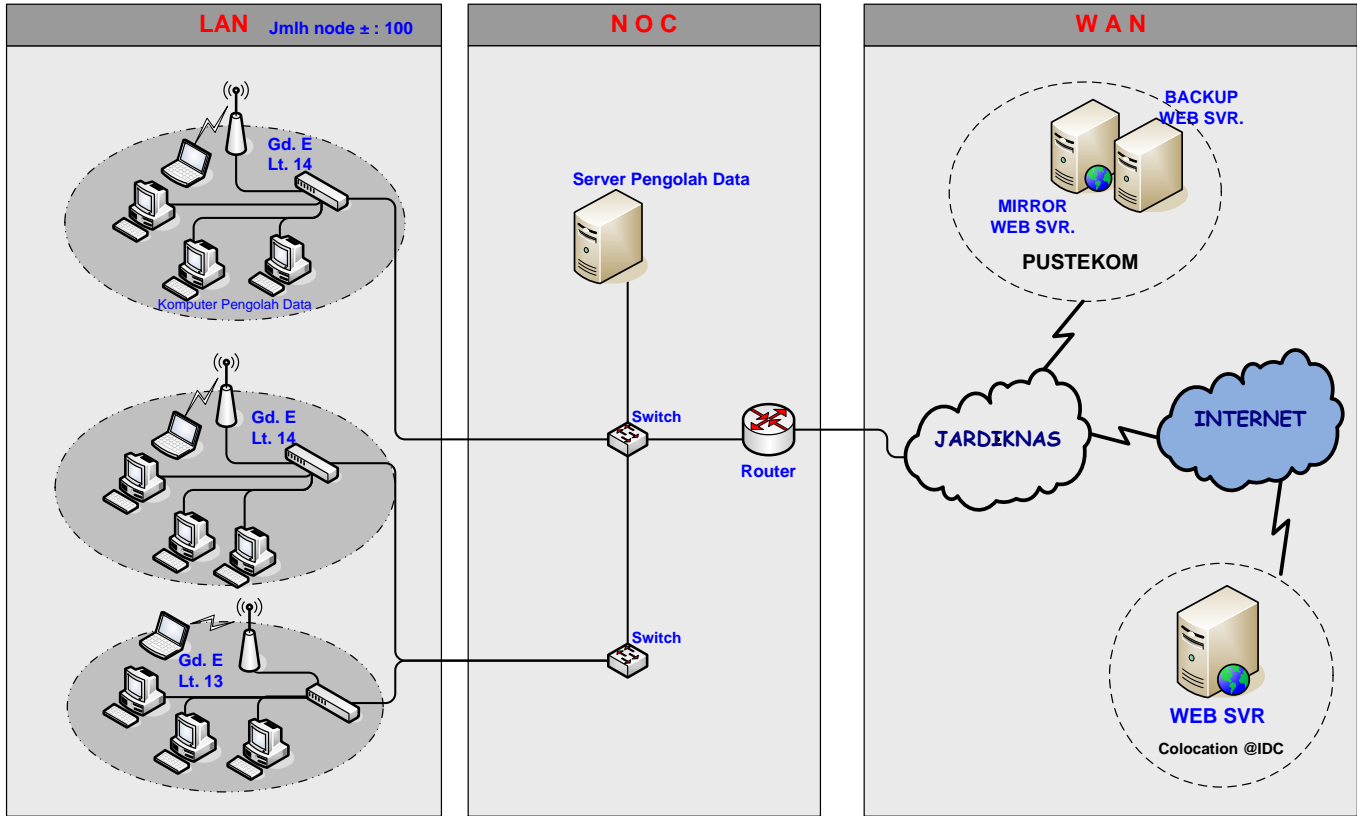 LAN Jmlh node ± : 100
Gd. E
Lt. 14
Komputer Pengolah Data
Gd. E
Lt. 14
Gd. E
Lt. 13
N O C
Server Pengolah Data
Switch
Router
Switch
W A N
BACKUP
WEB SVR.
MIRROR
WEB SVR.
PUSTEKOM
JARDIKNAS
INTERNET
WEB SVR
Colocation @IDC